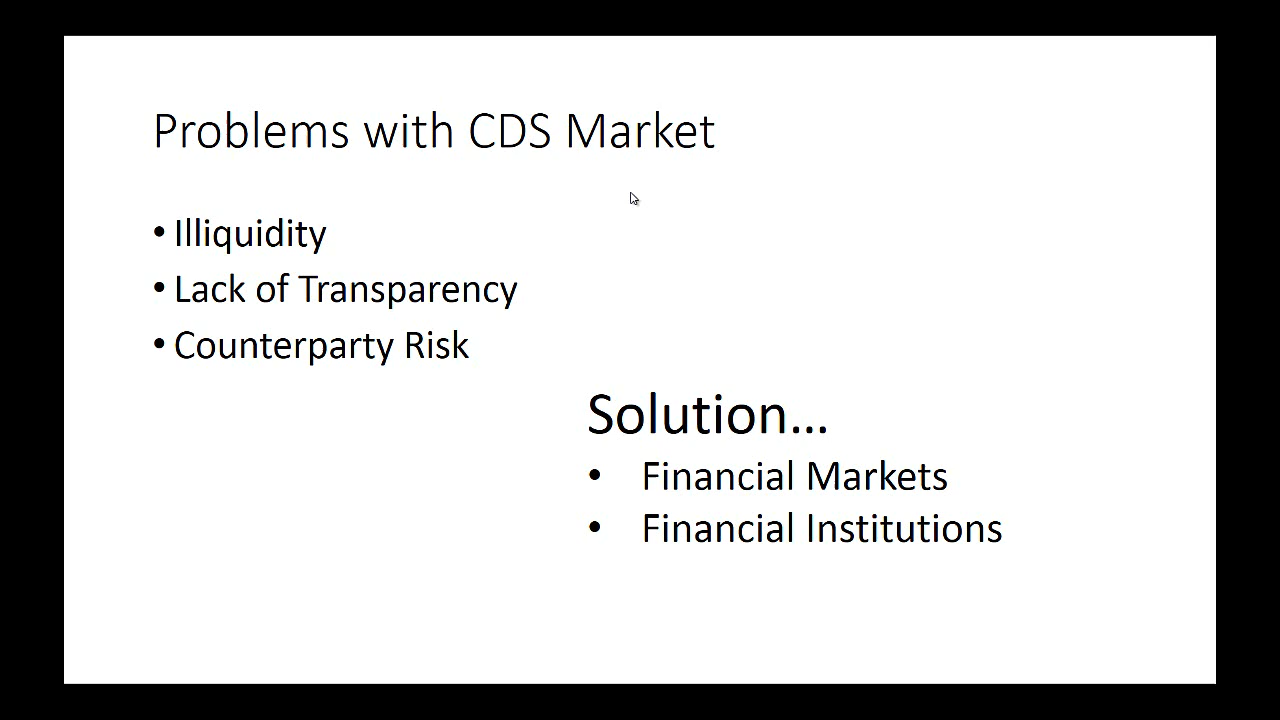 Problems with CDS Market
• Illiquidity
• Lack of Transparency
• Counterparty Risk
Solution...
• Financial Markets
• Financial Institutions